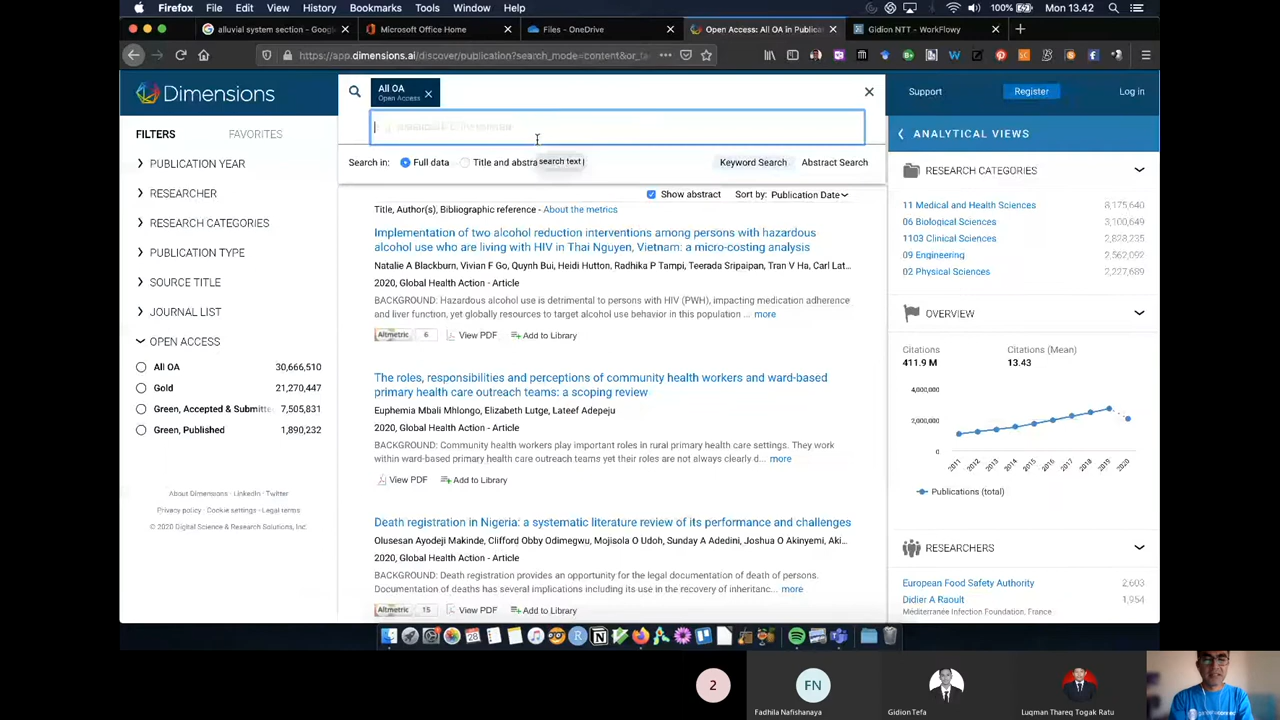 Firefox File Edit View History Bookmarks Tools Window Help 100% Mon 13.42
alluvial system section - Google
Microsoft Office Home
Files - OneDrive
Open Access: All OA in Publica
Gidion NTT - WorkFlowy
https://app.dimensions.ai/discover/publication?search_mode=content&or_ta
Dimensions
All OA
Open Access
Support Register Log in
FILTERS FAVORITES
PUBLICATION YEAR
RESEARCHER
RESEARCH CATEGORIES
PUBLICATION TYPE
SOURCE TITLE
JOURNAL LIST
OPEN ACCESS
All OA 30,666,510
Gold 21,270,447
Green, Accepted & Submitte 7,505,831
Green, Published 1,890,232
About Dimensions · LinkedIn · Twitter
Privacy policy · Cookie settings · Legal terms
© 2020 Digital Science & Research Solutions, Inc.
Search in: Full data Title and abstra
search text
Keyword Search Abstract Search
Show abstract Sort by: Publication Date
Title, Author(s), Bibliographic reference - About the metrics
Implementation of two alcohol reduction interventions among persons with hazardous
alcohol use who are living with HIV in Thai Nguyen, Vietnam: a micro-costing analysis
Natalie A Blackburn, Vivian F Go, Quynh Bui, Heidi Hutton, Radhika P Tampi, Teerada Sripaipan, Tran V Ha, Carl Lat...
2020, Global Health Action - Article
BACKGROUND: Hazardous alcohol use is detrimental to persons with HIV (PWH), impacting medication adherence
and liver function, yet globally resources to target alcohol use behavior in this population ... more
Altmetric 6 View PDF Add to Library
The roles, responsibilities and perceptions of community health workers and ward-based
primary health care outreach teams: a scoping review
Euphemia Mbali Mhlongo, Elizabeth Lutge, Lateef Adepeju
2020, Global Health Action - Article
BACKGROUND: Community health workers play important roles in rural primary health care settings. They work
within ward-based primary health care outreach teams yet their roles are not always clearly d... more
View PDF Add to Library
Death registration in Nigeria: a systematic literature review of its performance and challenges
Olusesan Ayodeji Makinde, Clifford Obby Odimegwu, Mojisola O Udoh, Sunday A Adedini, Joshua O Akinyemi, Aki...
2020, Global Health Action - Article
BACKGROUND: Death registration provides an opportunity for the legal documentation of death of persons.
Documentation of deaths has several implications including its use in the recovery of inheritanc... more
Altmetric 15 View PDF Add to Library
ANALYTICAL VIEWS
RESEARCH CATEGORIES
11 Medical and Health Sciences 8,175,640
06 Biological Sciences 3,100,649
1103 Clinical Sciences 2,828,235
09 Engineering 2,562,092
02 Physical Sciences 2,227,689
OVERVIEW
Citations Citations (Mean)
411.9 M 13.43
4,000,000
2,000,000
0
2011 2012 2013 2014 2015 2016 2017 2018 2019 2020
Publications (total)
RESEARCHERS
European Food Safety Authority 2,603
Didier A Raoult 1,954
Méditerranée Infection Foundation, France
2
FN
Fadhila Nafishanaya
Gidion Tefa
Luqman Thareq Togak Ratu